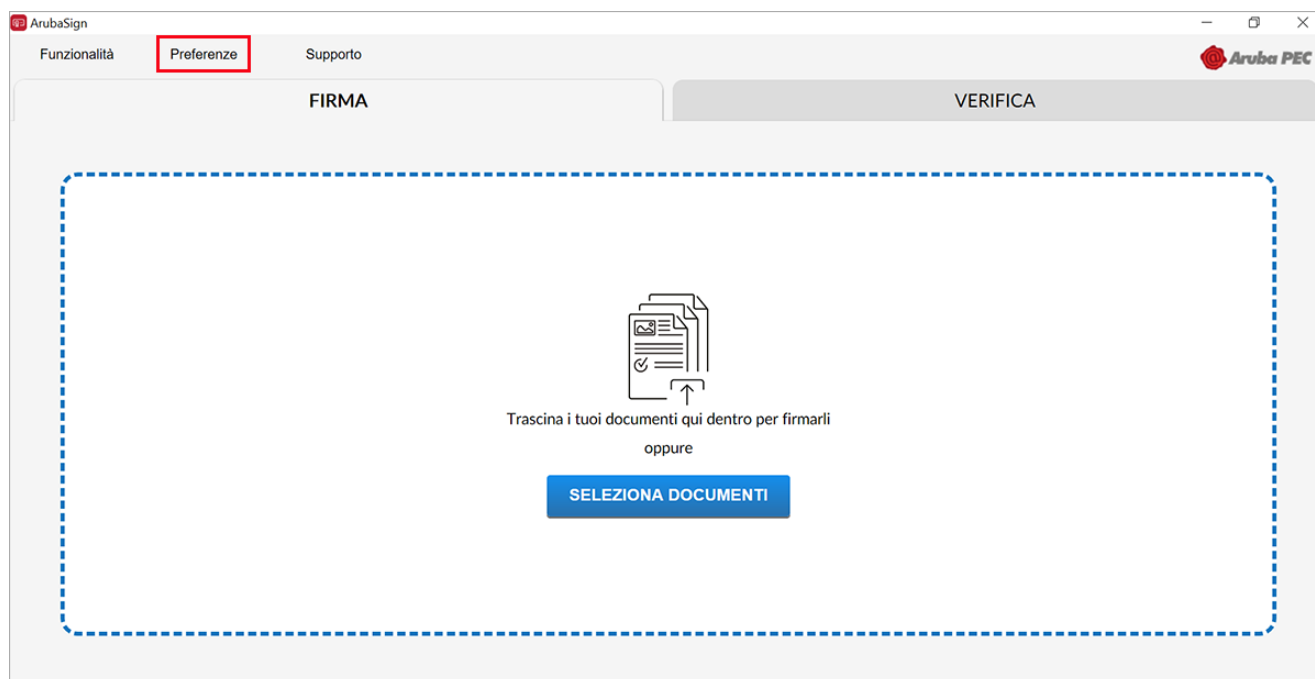 ArubaSign
Funzionalità Preferenze Supporto
Aruba PEC
FIRMA VERIFICA
Trascina i tuoi documenti qui dentro per firmarli
oppure
SELEZIONA DOCUMENTI